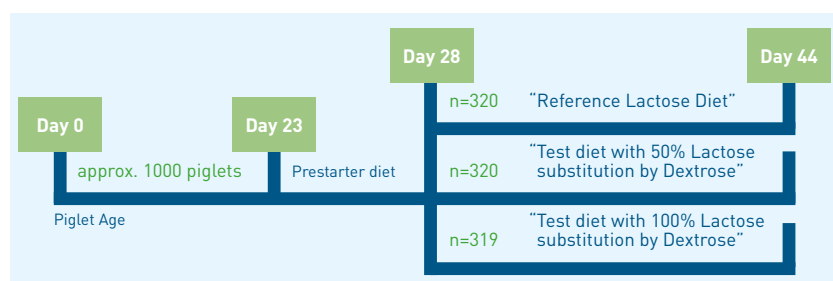 Day 28
Day 44
n=320 “Reference Lactose Diet”
Day 0
Day 23
approx. 1000 piglets
Prestarter diet
n=320
“Test diet with 50% Lactose
substitution by Dextrose”
Piglet Age
n=319
“Test diet with 100% Lactose
substitution by Dextrose”